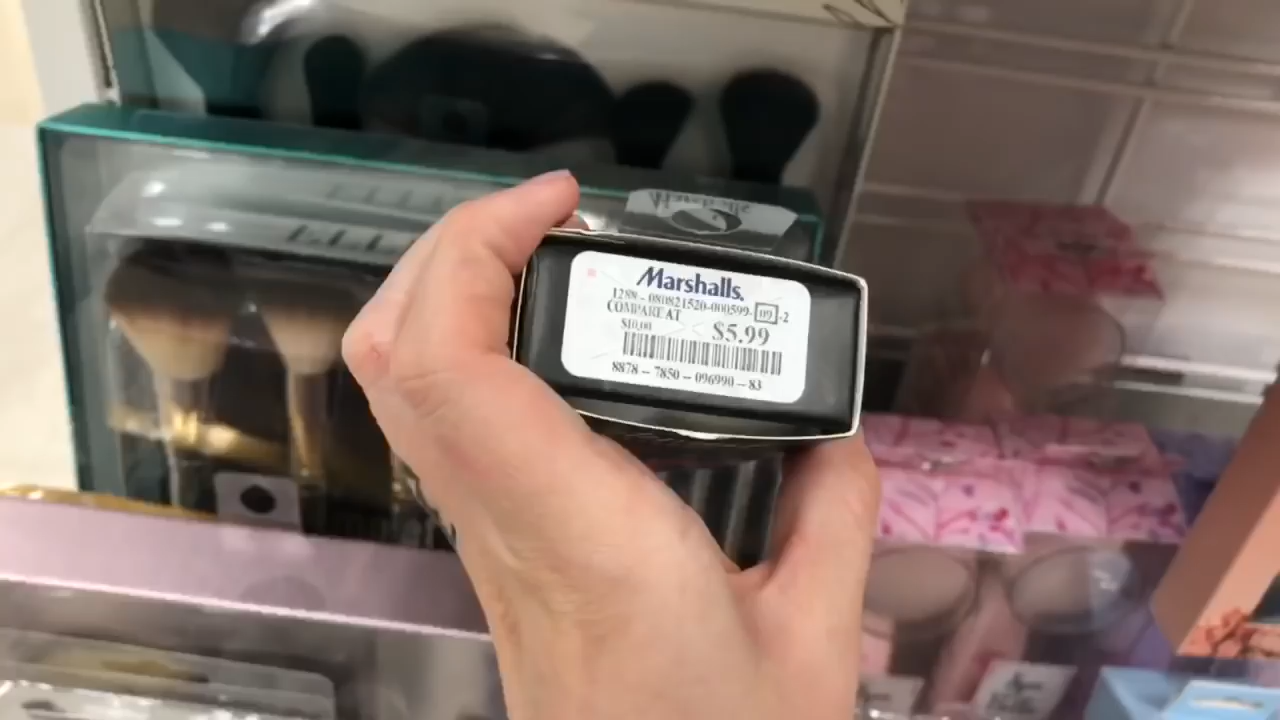 Marshalls.
1288 - 080821520-000599- 09 -2
COMPARE AT
$10.00 $5.99
8878 - 7850 - 096990 - 83